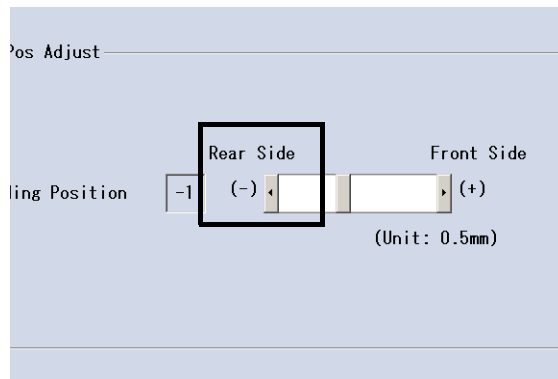 Pos Adjust
Rear Side Front Side
ling Position -1 (-) (+)
(Unit: 0.5mm)